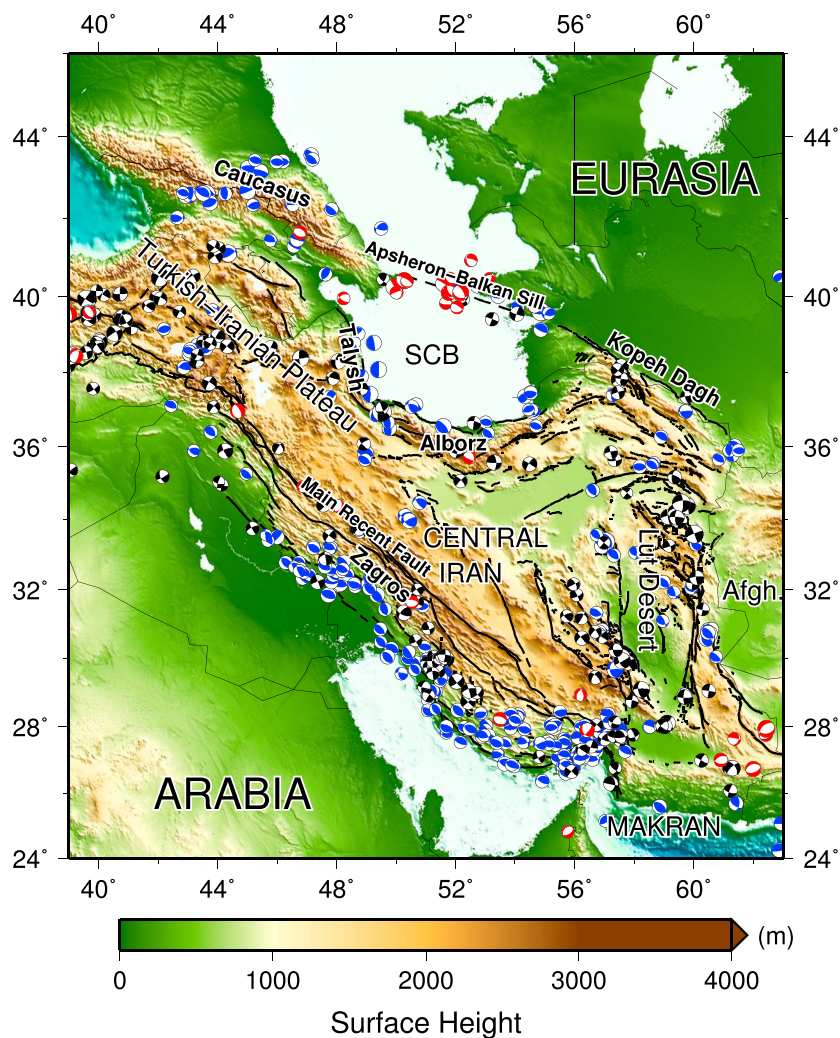 40˚ 44˚ 48˚ 52˚ 56˚ 60˚
44˚ 44˚
EURASIA
Caucasus
Apsheron–Balkan Sill
Turkish–Iranian Plateau
40˚ 40˚
Talysh
SCB
Kopeh Dagh
36˚ 36˚
Alborz
Main Recent Fault
CENTRAL
IRAN
Lut Desert
Zagros
32˚ 32˚
Afgh.
28˚ 28˚
ARABIA
MAKRAN
24˚ 24˚
40˚ 44˚ 48˚ 52˚ 56˚ 60˚
(m)
0 1000 2000 3000 4000
Surface Height